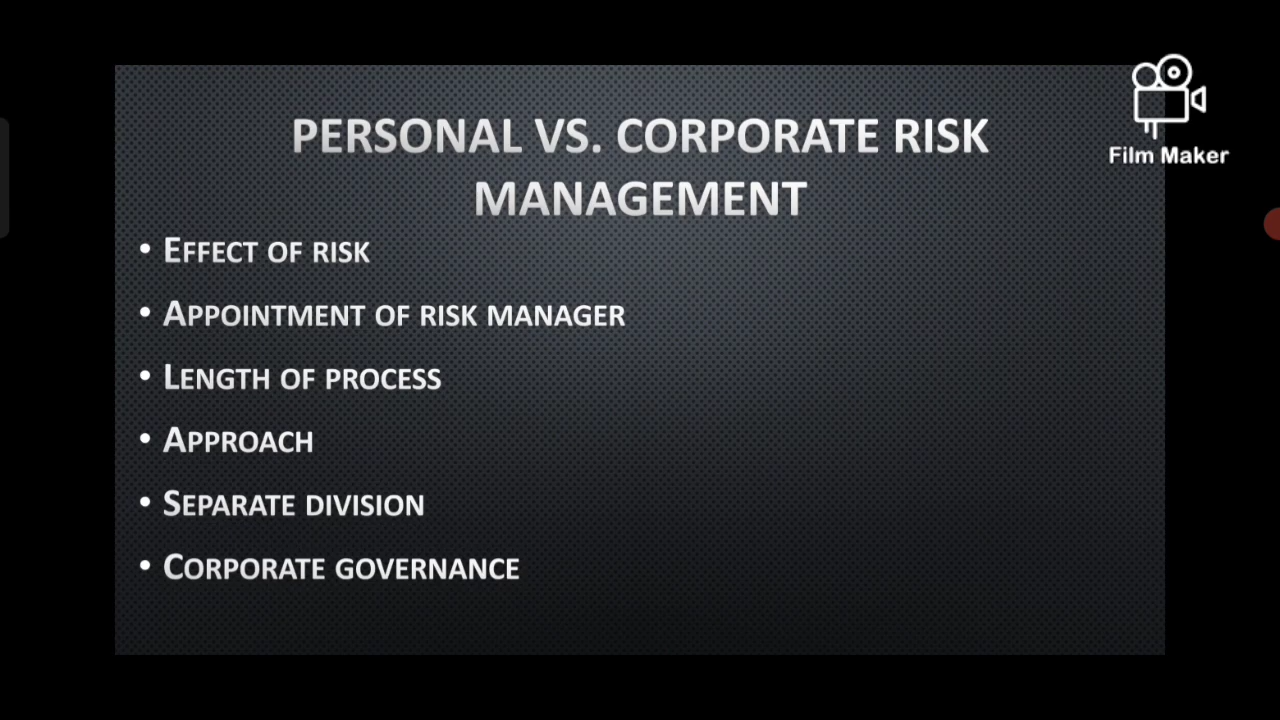 PERSONAL VS. CORPORATE RISK
MANAGEMENT
Film Maker
• EFFECT OF RISK
• APPOINTMENT OF RISK MANAGER
• LENGTH OF PROCESS
• APPROACH
• SEPARATE DIVISION
• CORPORATE GOVERNANCE